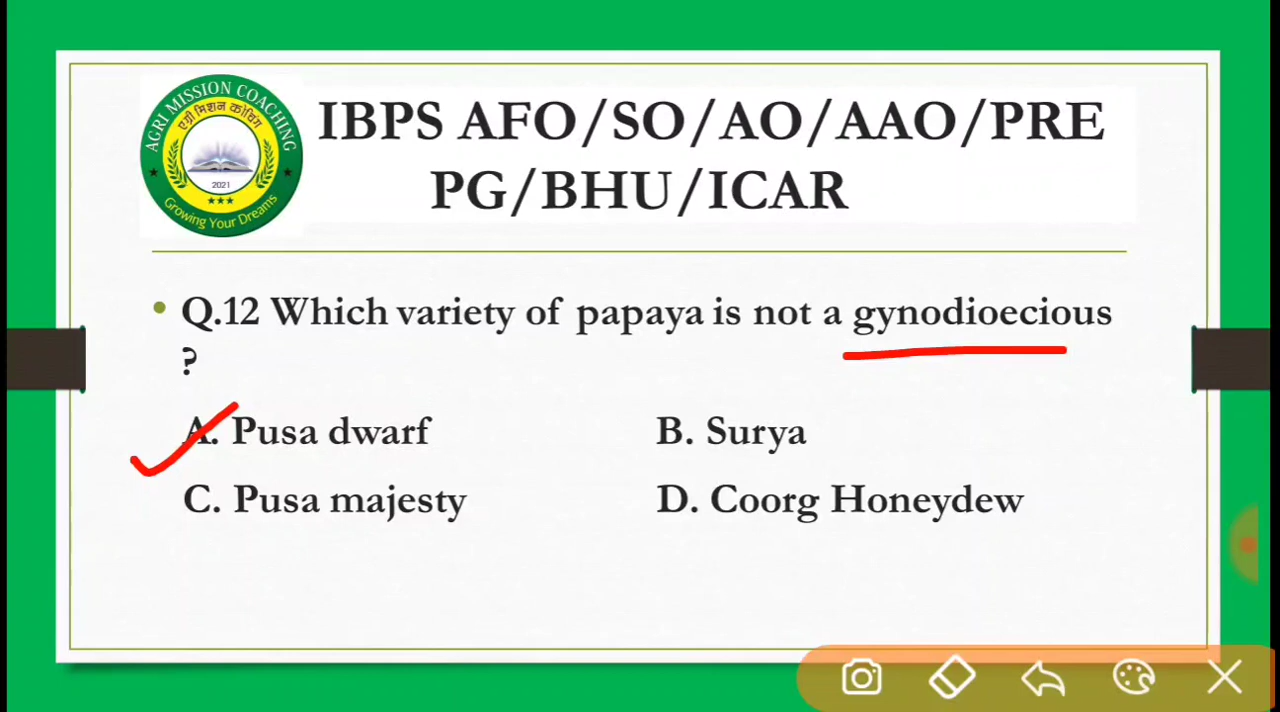 AGRI MISSION COACHING
एग्री मिशन कोचिंग
2021
Growing Your Dreams
IBPS AFO/SO/AO/AAO/PRE
PG/BHU/ICAR
• Q.12 Which variety of papaya is not a gynodioecious
?
A. Pusa dwarf B. Surya
C. Pusa majesty D. Coorg Honeydew